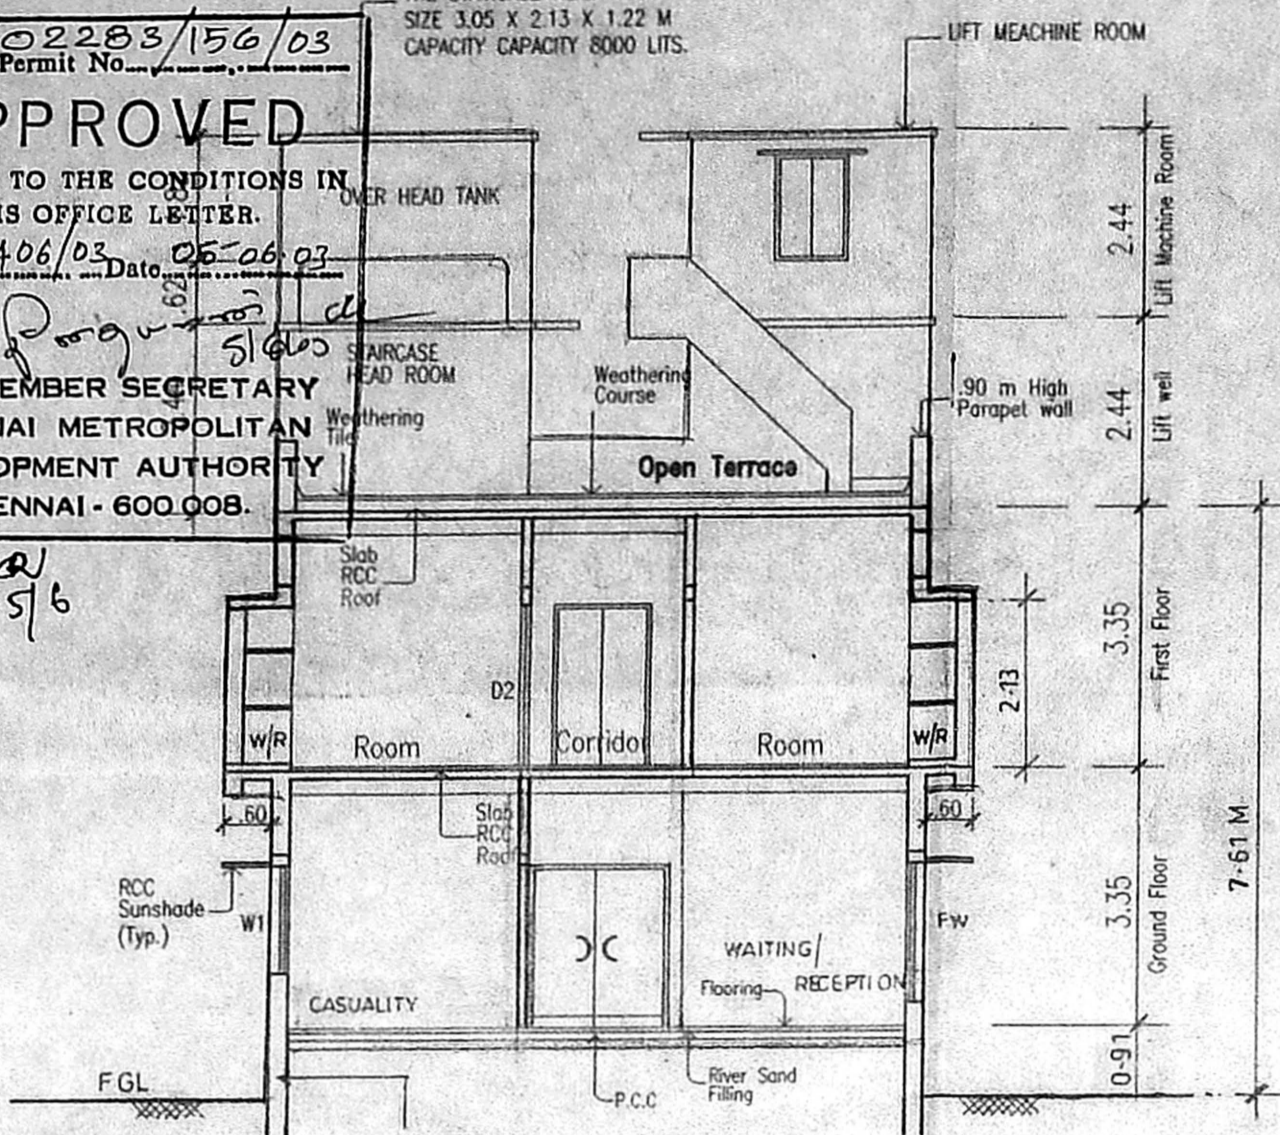 SIZE 3.05 X 2.13 X 1.22 M
CAPACITY CAPACITY 8000 LITS.
LIFT MEACHINE ROOM
02283/156/03
Permit No
PPROVED
TO THE CONDITIONS IN
IS OFFICE LETTER.
406/03 Date 05-06-03
EMBER SECRETARY
NAI METROPOLITAN
OPMENT AUTHORITY
ENNAI - 600 008.
5/6
OVER HEAD TANK
STAIRCASE
HEAD ROOM
Weathering
Tile
Weathering
Course
Open Terrace
.90 m High
Parapet wall
2.44
Lift Machine Room
2.44
Lift well
Slab
RCC
Roof
D2
W/R
Room
Corridor
Room
W/R
2.13
3.35
First Floor
.60
Slab
RCC
Roof
.60
RCC
Sunshade
(Typ.)
W1
FW
CASUALITY
WAITING/
RECEPTION
Flooring
3.35
Ground Floor
7.61 M
0.91
FGL
P.C.C
River Sand
Filling